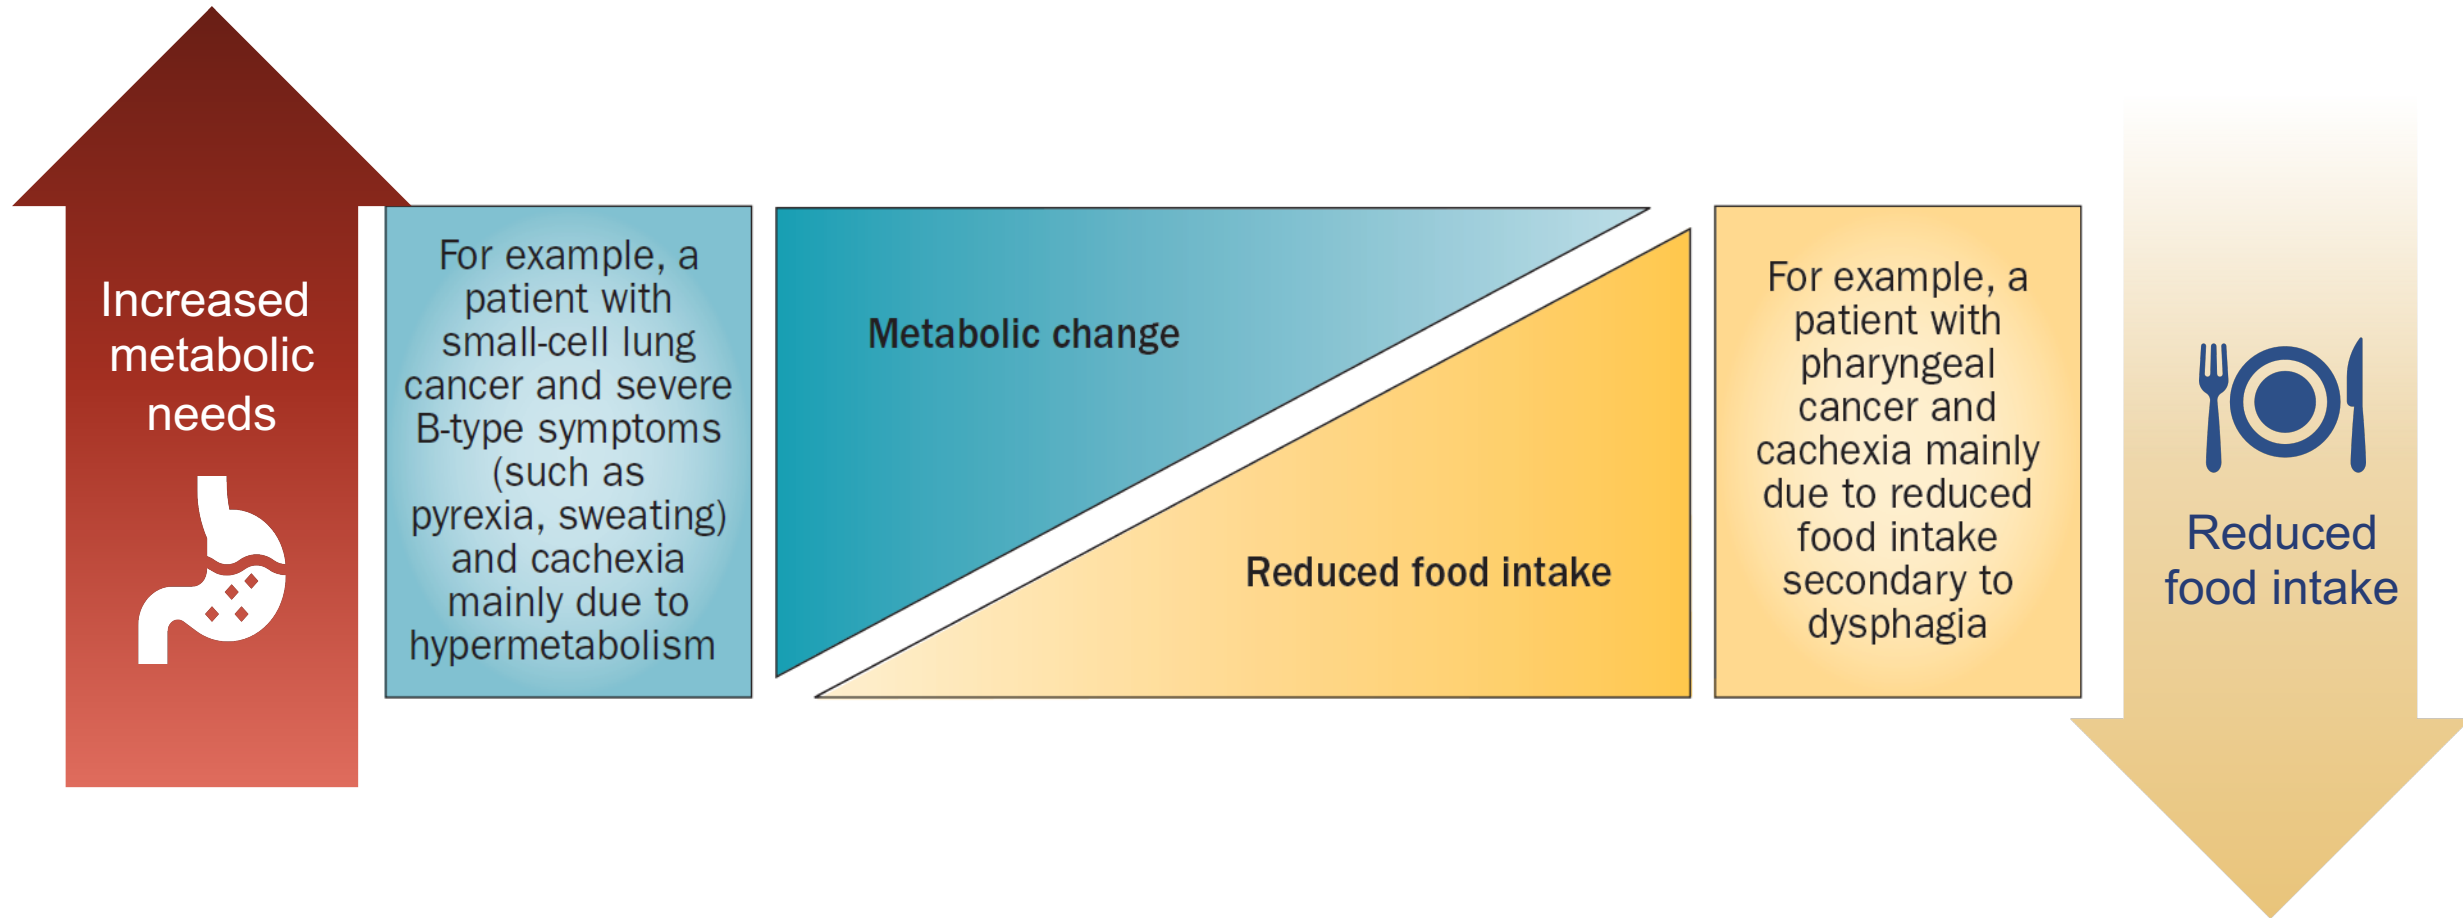 Increased
metabolic
needs
For example, a
patient with
small-cell lung
cancer and severe
B-type symptoms
(such as
pyrexia, sweating)
and cachexia
mainly due to
hypermetabolism
Metabolic change
Reduced food intake
For example, a
patient with
pharyngeal
cancer and
cachexia mainly
due to reduced
food intake
secondary to
dysphagia
Reduced
food intake